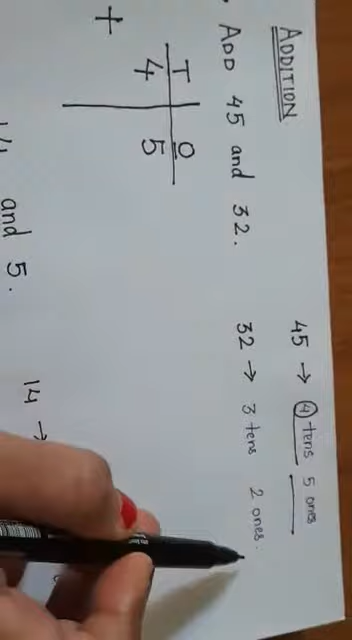 ADDITION
ADD 45 and 32.
45 → 4 tens 5 ones
32 → 3 tens 2 ones.
T O
4 5
+
14 and 5.
14 →